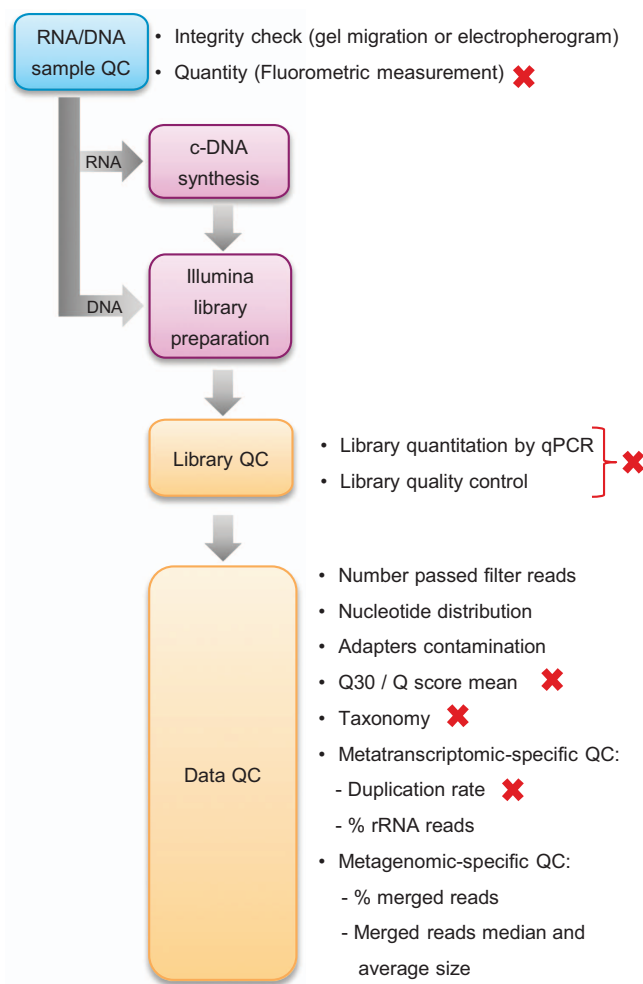 RNA/DNA
sample QC
• Integrity check (gel migration or electropherogram)
• Quantity (Fluorometric measurement)
RNA
c-DNA
synthesis
DNA
Illumina
library
preparation
Library QC
• Library quantitation by qPCR
• Library quality control
Data QC
• Number passed filter reads
• Nucleotide distribution
• Adapters contamination
• Q30 / Q score mean
• Taxonomy
• Metatranscriptomic-specific QC:
- Duplication rate
- % rRNA reads
• Metagenomic-specific QC:
- % merged reads
- Merged reads median and
average size